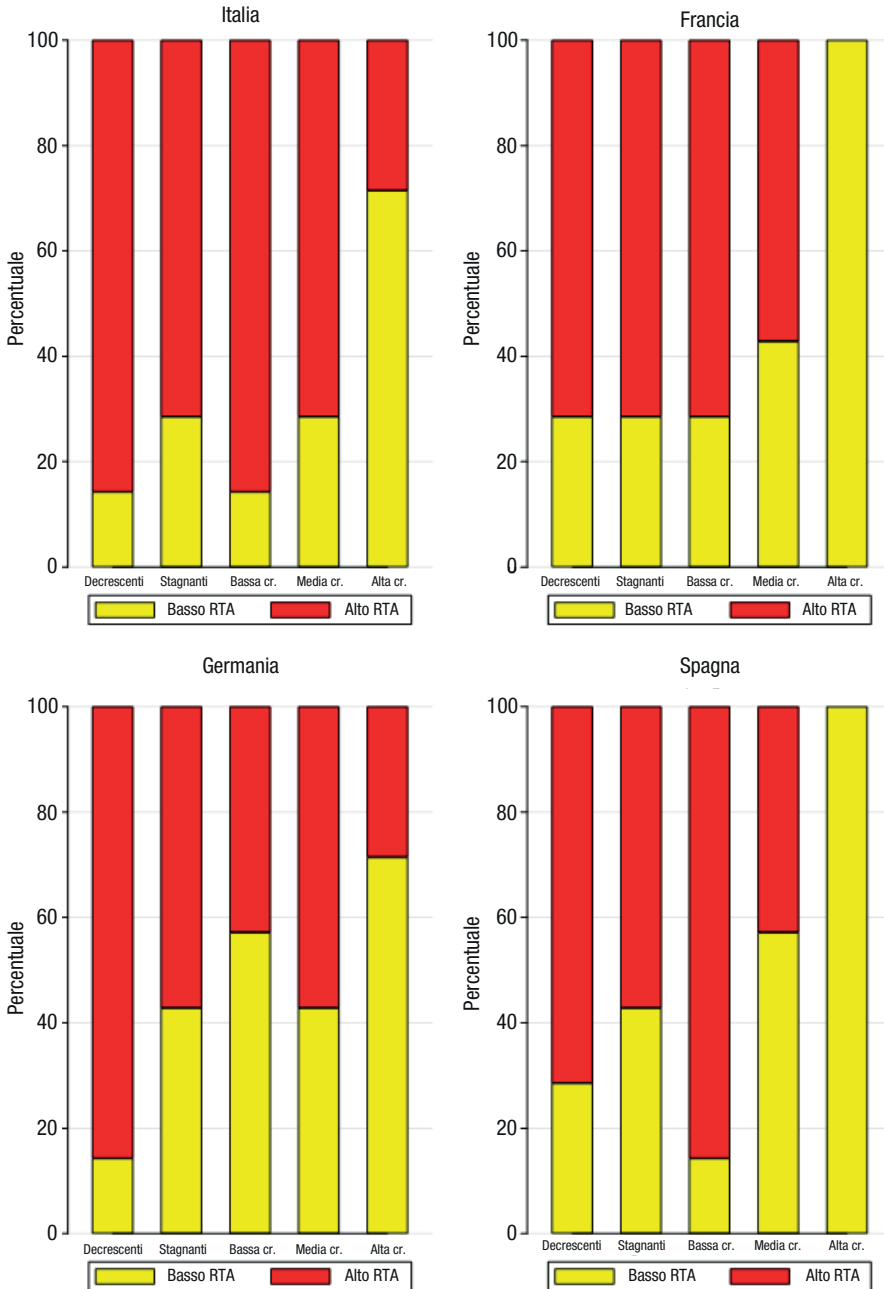 Italia
100
80
60
40
20
0
Percentuale
Decrescenti Stagnanti Bassa cr. Media cr. Alta cr.
Basso RTA Alto RTA
Francia
100
80
60
40
20
0
Percentuale
Decrescenti Stagnanti Bassa cr. Media cr. Alta cr.
Basso RTA Alto RTA
Germania
100
80
60
40
20
0
Percentuale
Decrescenti Stagnanti Bassa cr. Media cr. Alta cr.
Basso RTA Alto RTA
Spagna
100
80
60
40
20
0
Percentuale
Decrescenti Stagnanti Bassa cr. Media cr. Alta cr.
Basso RTA Alto RTA